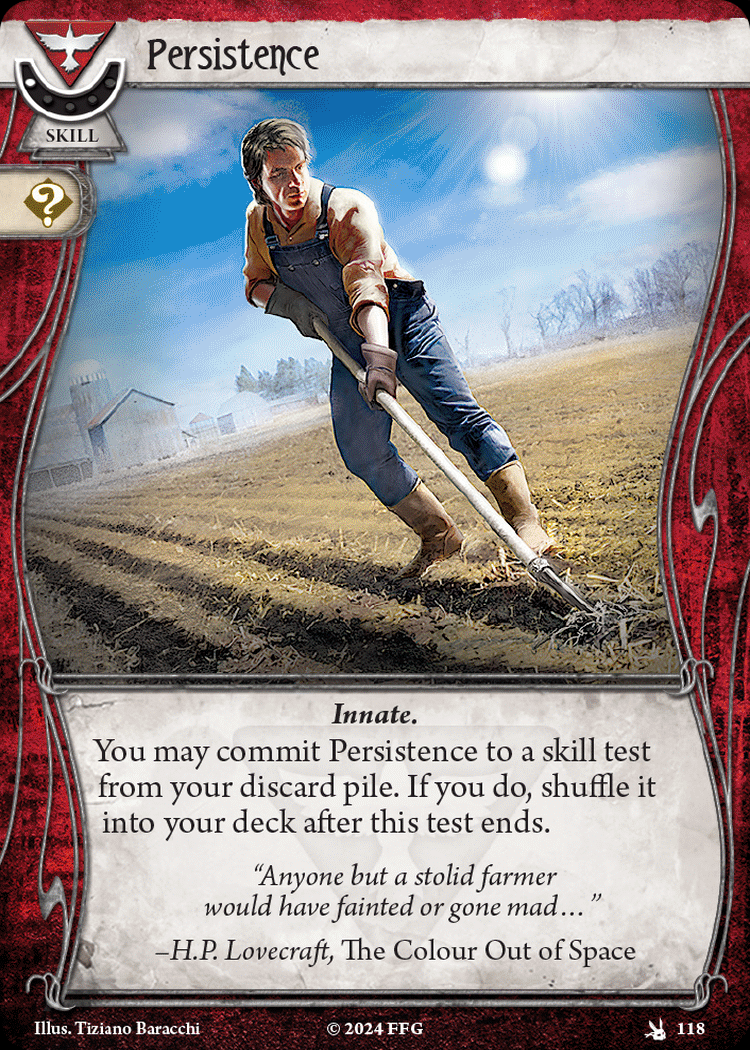 Persistence
SKILL
?
Innate.
You may commit Persistence to a skill test
from your discard pile. If you do, shuffle it
into your deck after this test ends.
“Anyone but a stolid farmer
would have fainted or gone mad…”
–H.P. Lovecraft, The Colour Out of Space
Illus. Tiziano Baracchi
© 2024 FFG
118